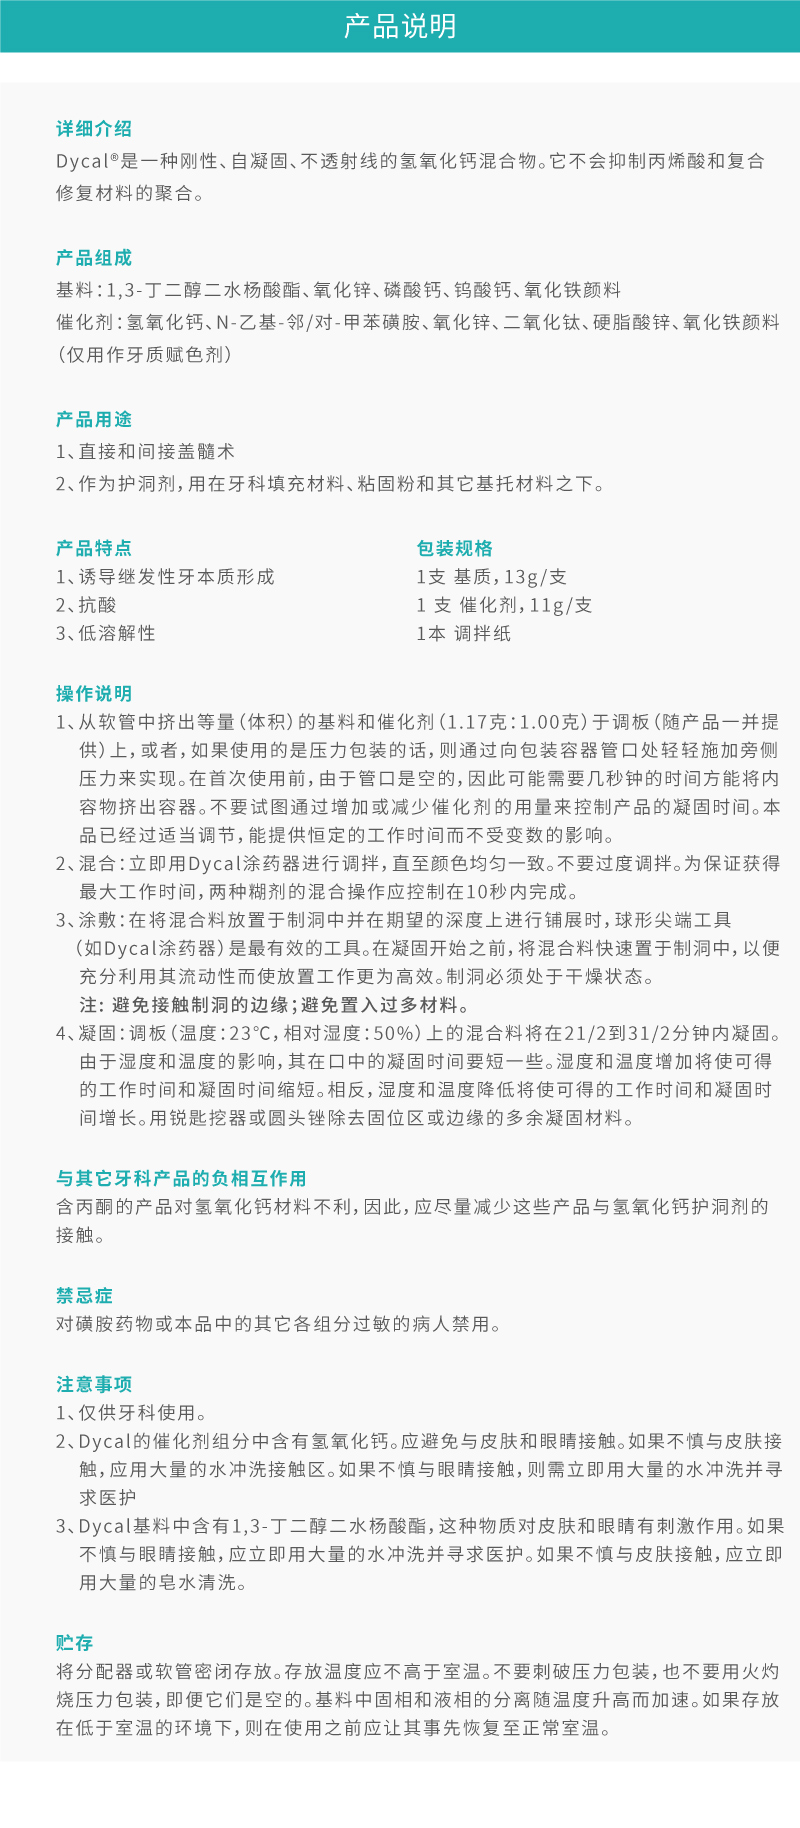 产品说明
详细介绍
Dycal®是一种刚性、自凝固、不透射线的氢氧化钙混合物。它不会抑制丙烯酸和复合
修复材料的聚合。
产品组成
基料：1,3-丁二醇二水杨酸酯、氧化锌、磷酸钙、钨酸钙、氧化铁颜料
催化剂：氢氧化钙、N-乙基-邻/对-甲苯磺胺、氧化锌、二氧化钛、硬脂酸锌、氧化铁颜料
（仅用作牙质赋色剂）
产品用途
1、直接和间接盖髓术
2、作为护洞剂，用在牙科填充材料、粘固粉和其它基托材料之下。
产品特点
1、诱导继发性牙本质形成
2、抗酸
3、低溶解性
包装规格
1支 基质，13g/支
1 支 催化剂，11g/支
1本 调拌纸
操作说明
1、从软管中挤出等量（体积）的基料和催化剂（1.17克：1.00克）于调板（随产品一并提
供）上，或者，如果使用的是压力包装的话，则通过向包装容器管口处轻轻施加旁侧
压力来实现。在首次使用前，由于管口是空的，因此可能需要几秒钟的时间方能将内
容物挤出容器。不要试图通过增加或减少催化剂的用量来控制产品的凝固时间。本
品已经过适当调节，能提供恒定的工作时间而不受变数的影响。
2、混合：立即用Dycal涂药器进行调拌，直至颜色均匀一致。不要过度调拌。为保证获得
最大工作时间，两种糊剂的混合操作应控制在10秒内完成。
3、涂敷：在将混合料放置于制洞中并在期望的深度上进行铺展时，球形尖端工具
（如Dycal涂药器）是最有效的工具。在凝固开始之前，将混合料快速置于制洞中，以便
充分利用其流动性而使放置工作更为高效。制洞必须处于干燥状态。
注: 避免接触制洞的边缘；避免置入过多材料。
4、凝固：调板（温度：23℃，相对湿度：50%）上的混合料将在21/2到31/2分钟内凝固。
由于湿度和温度的影响，其在口中的凝固时间要短一些。湿度和温度增加将使可得
的工作时间和凝固时间缩短。相反，湿度和温度降低将使可得的工作时间和凝固时
间增长。用锐匙挖器或圆头锉除去固位区或边缘的多余凝固材料。
与其它牙科产品的负相互作用
含丙酮的产品对氢氧化钙材料不利，因此，应尽量减少这些产品与氢氧化钙护洞剂的
接触。
禁忌症
对磺胺药物或本品中的其它各组分过敏的病人禁用。
注意事项
1、仅供牙科使用。
2、Dycal的催化剂组分中含有氢氧化钙。应避免与皮肤和眼睛接触。如果不慎与皮肤接
触，应用大量的水冲洗接触区。如果不慎与眼睛接触，则需立即用大量的水冲洗并寻
求医护
3、Dycal基料中含有1,3-丁二醇二水杨酸酯，这种物质对皮肤和眼睛有刺激作用。如果
不慎与眼睛接触，应立即用大量的水冲洗并寻求医护。如果不慎与皮肤接触，应立即
用大量的皂水清洗。
贮存
将分配器或软管密闭存放。存放温度应不高于室温。不要刺破压力包装，也不要用火灼
烧压力包装，即便它们是空的。基料中固相和液相的分离随温度升高而加速。如果存放
在低于室温的环境下，则在使用之前应让其事先恢复至正常室温。